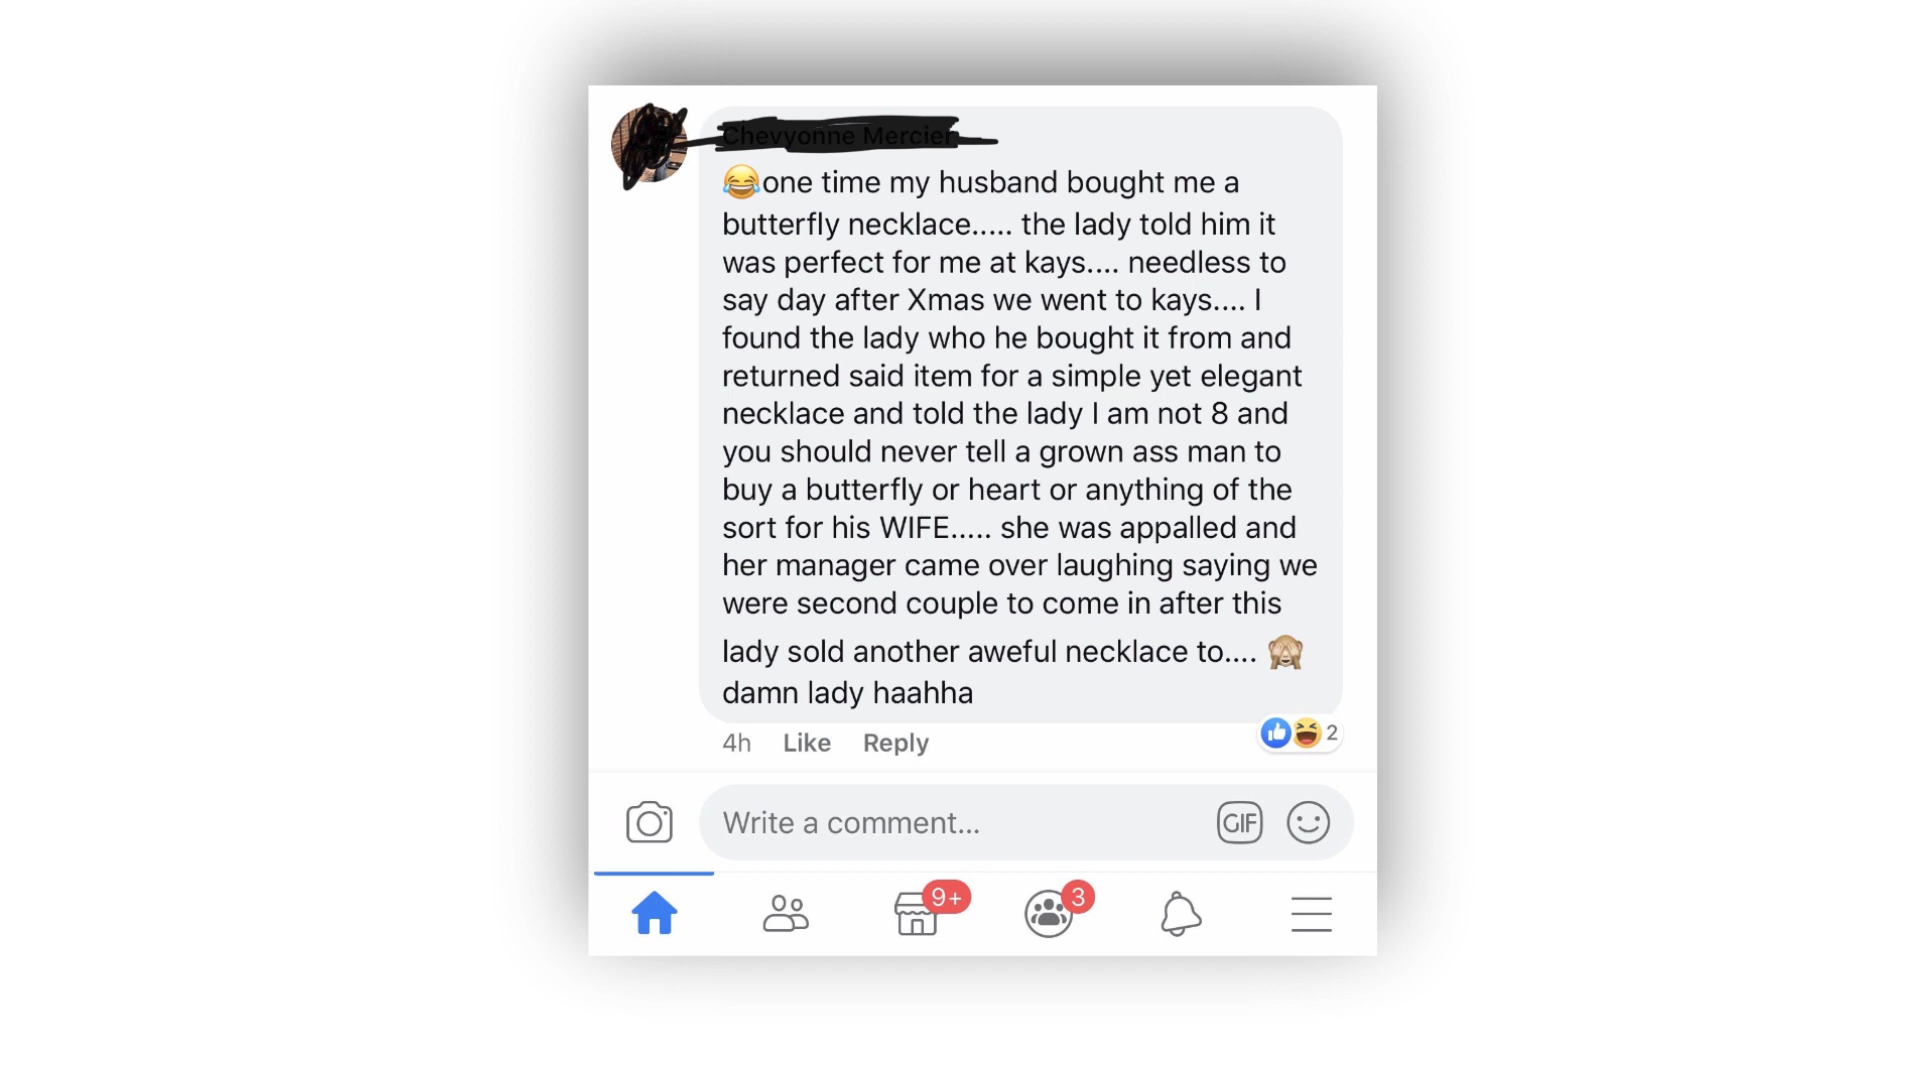 😂one time my husband bought me a
butterfly necklace..... the lady told him it
was perfect for me at kays.... needless to
say day after Xmas we went to kays.... I
found the lady who he bought it from and
returned said item for a simple yet elegant
necklace and told the lady I am not 8 and
you should never tell a grown ass man to
buy a butterfly or heart or anything of the
sort for his WIFE..... she was appalled and
her manager came over laughing saying we
were second couple to come in after this
lady sold another aweful necklace to.... 🙈
damn lady haahha
4h Like Reply 2
Write a comment... GIF
9+ 3